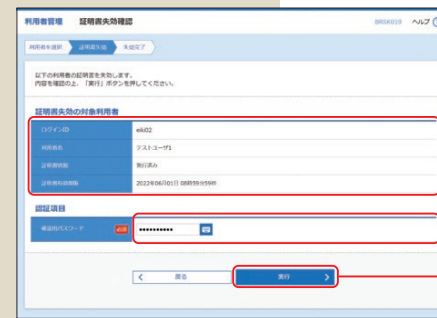 利用者管理 証明書失効確認 BRSK019 ヘルプ
利用者を選択 証明書失効 失効完了
以下の利用者の証明書を失効します。
内容を確認の上、「実行」ボタンを押してください。
証明書失効の対象利用者
ログインID eiki02
利用者名 テストユーザ1
証明書状態 発行済み
証明書有効期限 2022年06月01日 08時59分59秒
認証項目
確認用パスワード 必須 ••••••••••
戻る 実行